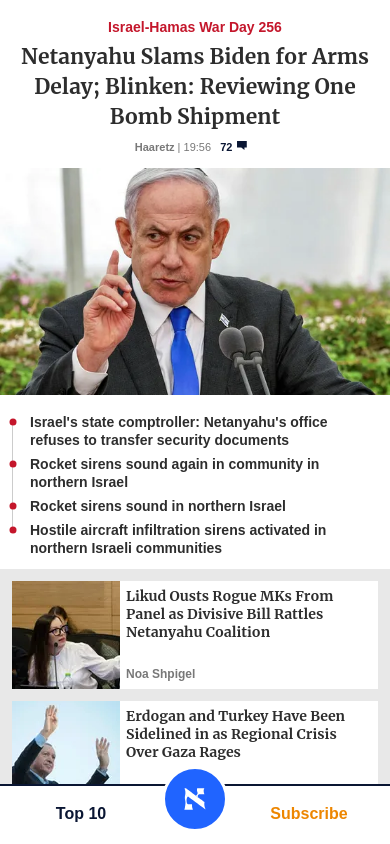 Israel-Hamas War Day 256
Netanyahu Slams Biden for Arms
Delay; Blinken: Reviewing One
Bomb Shipment
Haaretz | 19:56 72
Israel's state comptroller: Netanyahu's office
refuses to transfer security documents
Rocket sirens sound again in community in
northern Israel
Rocket sirens sound in northern Israel
Hostile aircraft infiltration sirens activated in
northern Israeli communities
Likud Ousts Rogue MKs From
Panel as Divisive Bill Rattles
Netanyahu Coalition
Noa Shpigel
Erdogan and Turkey Have Been
Sidelined in as Regional Crisis
Over Gaza Rages
Top 10
א
Subscribe